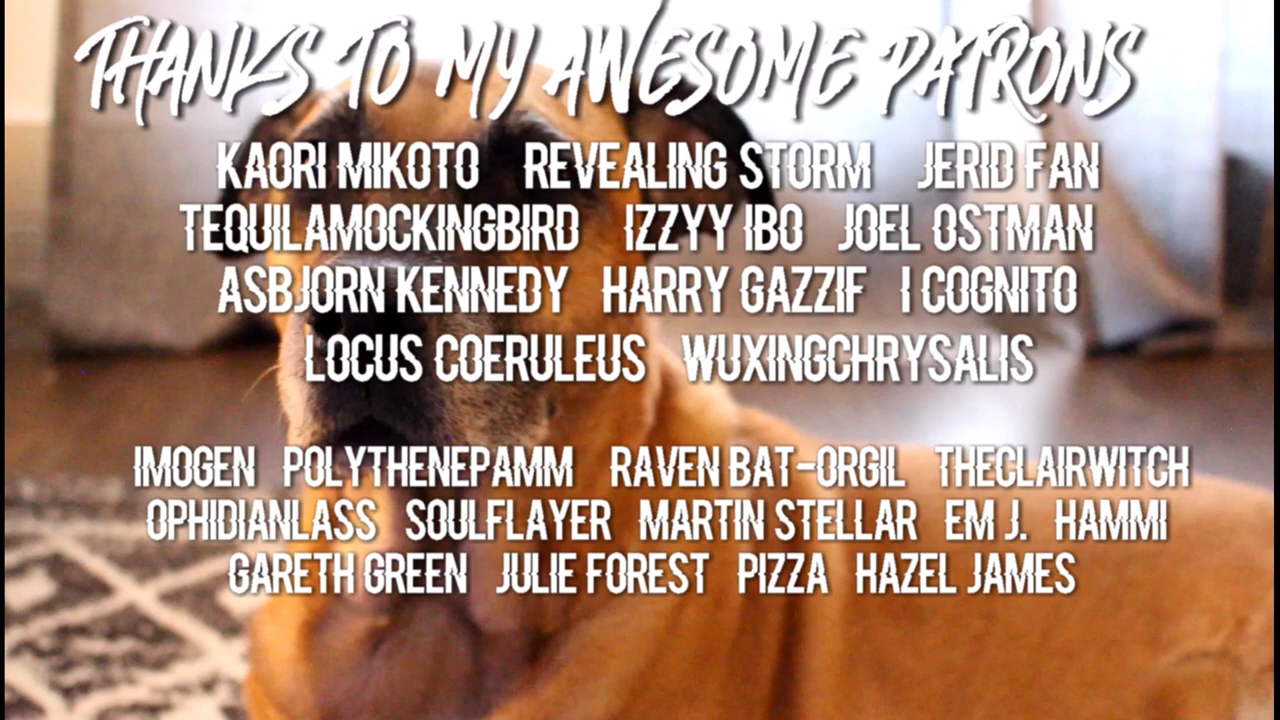 THANKS TO MY AWESOME PATRONS
KAORI MIKOTO REVEALING STORM JERID FAN
TEQUILAMOCKINGBIRD IZZYY IBO JOEL OSTMAN
ASBJORN KENNEDY HARRY GAZZIF I COGNITO
LOCUS COERULEUS WUXINGCHRYSALIS
IMOGEN POLYTHENEPAMM RAVEN BAT-ORGIL THECLAIRWITCH
OPHIDIANLASS SOULFLAYER MARTIN STELLAR EM J. HAMMI
GARETH GREEN JULIE FOREST PIZZA HAZEL JAMES